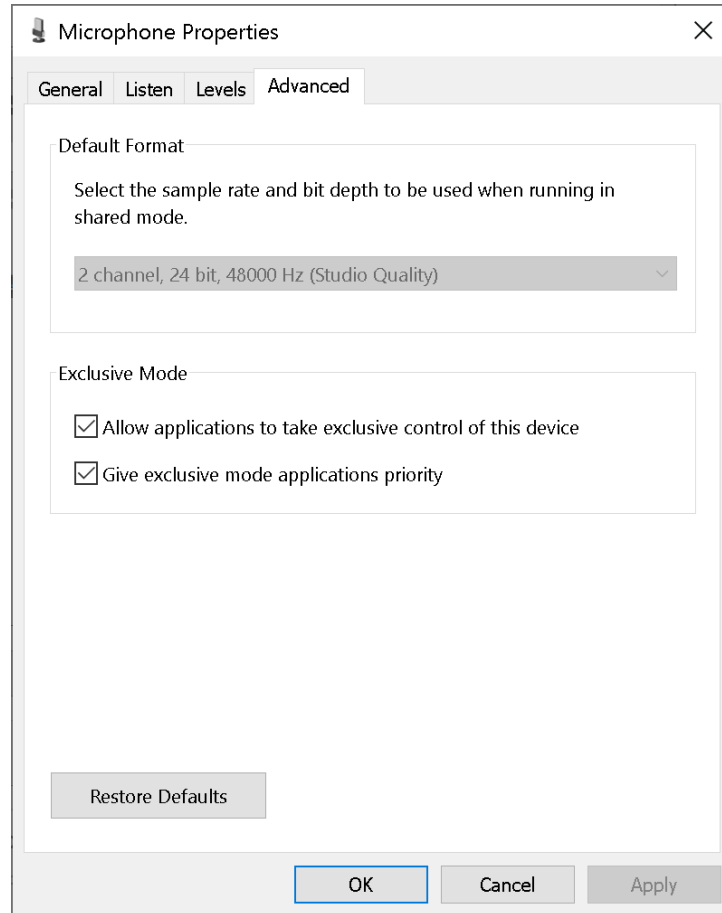 Microphone Properties
General Listen Levels Advanced
Default Format
Select the sample rate and bit depth to be used when running in
shared mode.
2 channel, 24 bit, 48000 Hz (Studio Quality)
Exclusive Mode
Allow applications to take exclusive control of this device
Give exclusive mode applications priority
Restore Defaults
OK Cancel Apply